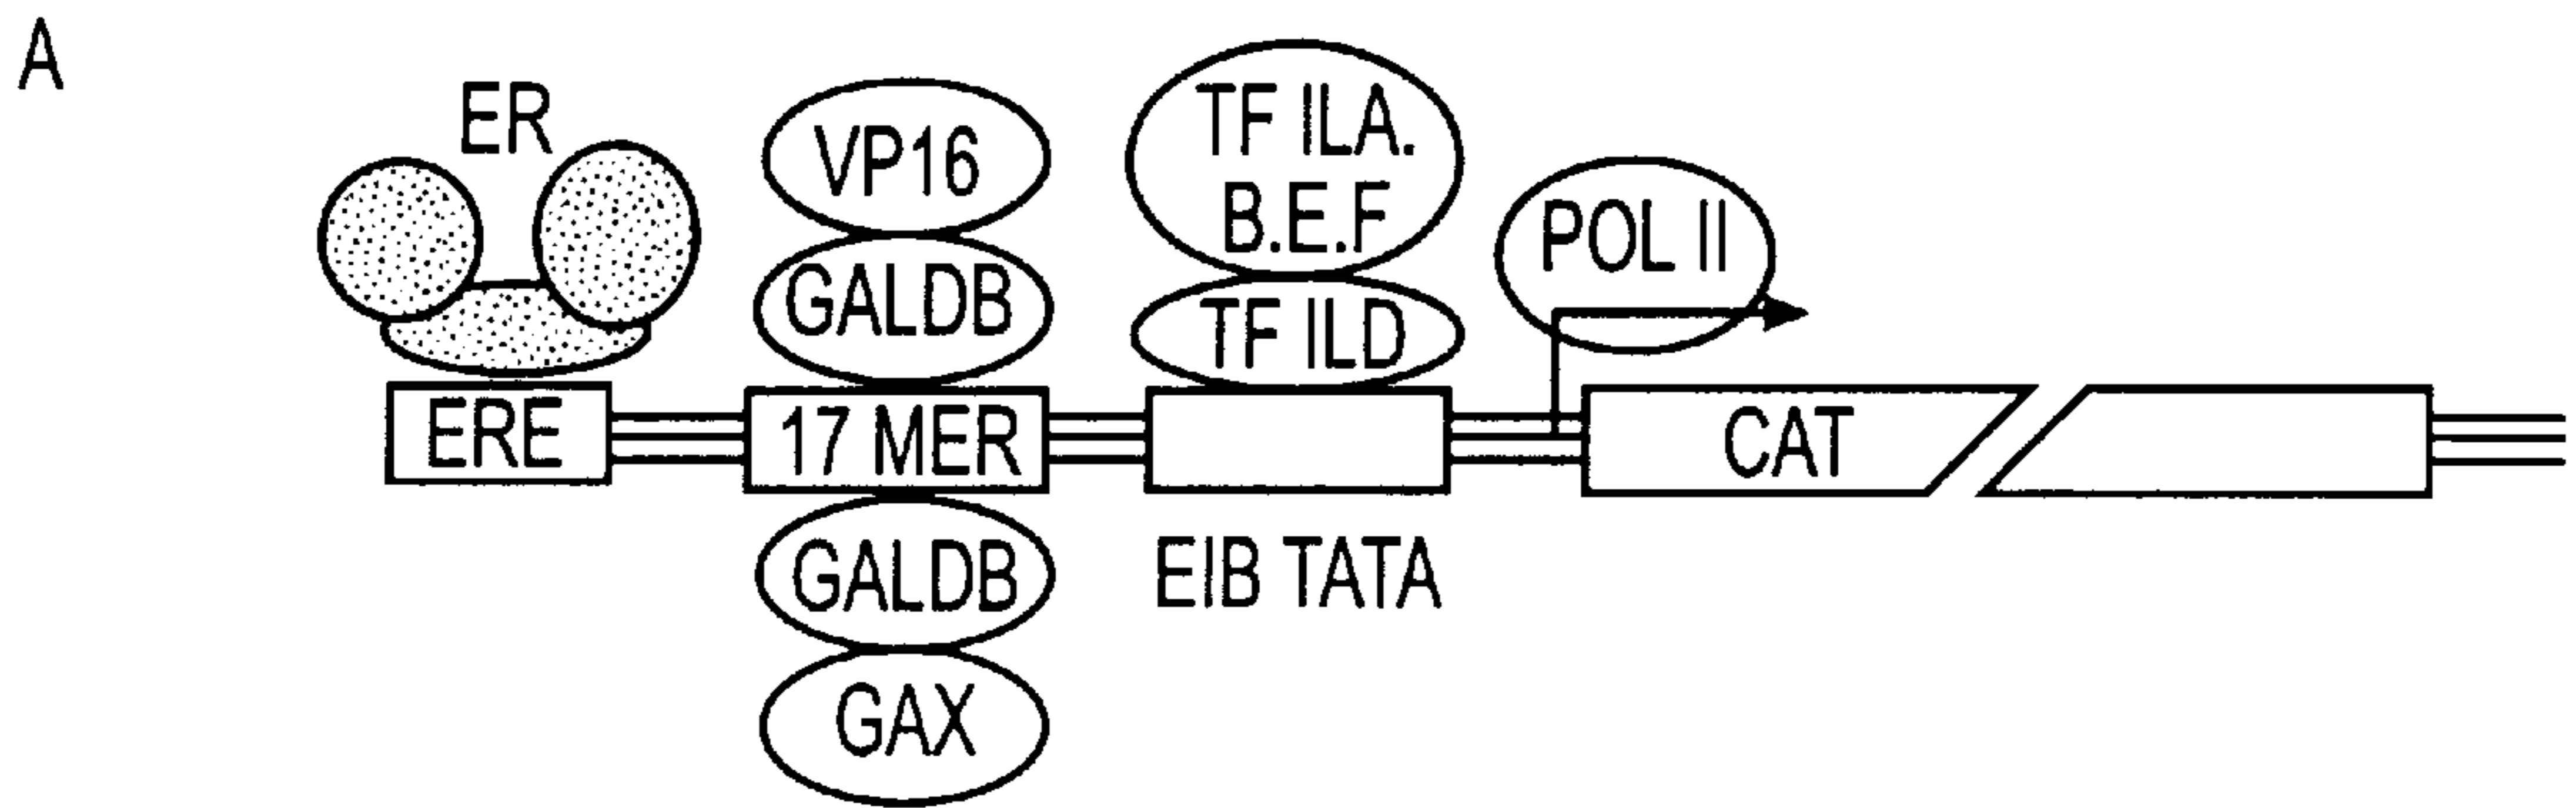 A
ER
VP16
GALDB
TF ILA.
B.E.F
TF ILD
POL II
ERE
17 MER
CAT
GALDB
GAX
EIB TATA